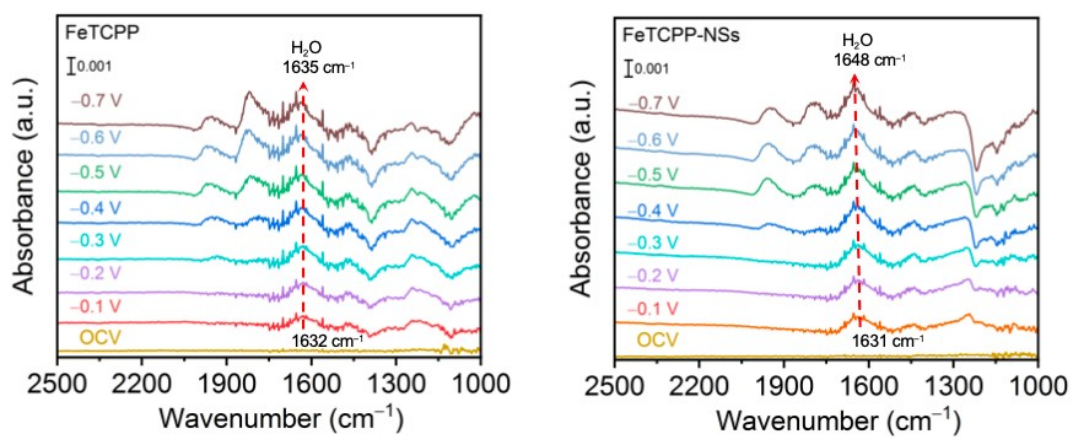 FeTCPP
0.001
H₂O
1635 cm⁻¹
−0.7 V
−0.6 V
−0.5 V
−0.4 V
−0.3 V
−0.2 V
−0.1 V
OCV
1632 cm⁻¹
Absorbance (a.u.)
2500 2200 1900 1600 1300 1000
Wavenumber (cm⁻¹)
FeTCPP-NSs
0.001
H₂O
1648 cm⁻¹
−0.7 V
−0.6 V
−0.5 V
−0.4 V
−0.3 V
−0.2 V
−0.1 V
OCV
1631 cm⁻¹
Absorbance (a.u.)
2500 2200 1900 1600 1300 1000
Wavenumber (cm⁻¹)